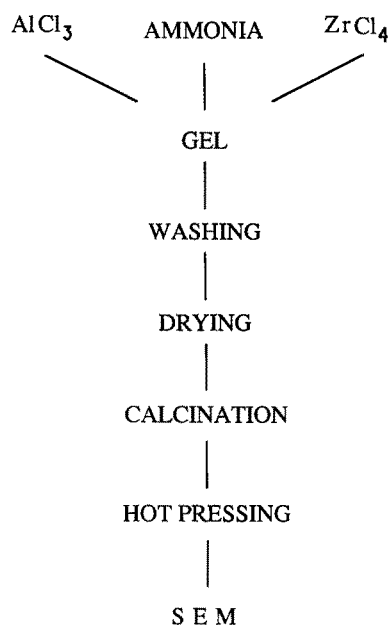 AlCl₃ AMMONIA ZrCl₄
GEL
WASHING
DRYING
CALCINATION
HOT PRESSING
S E M